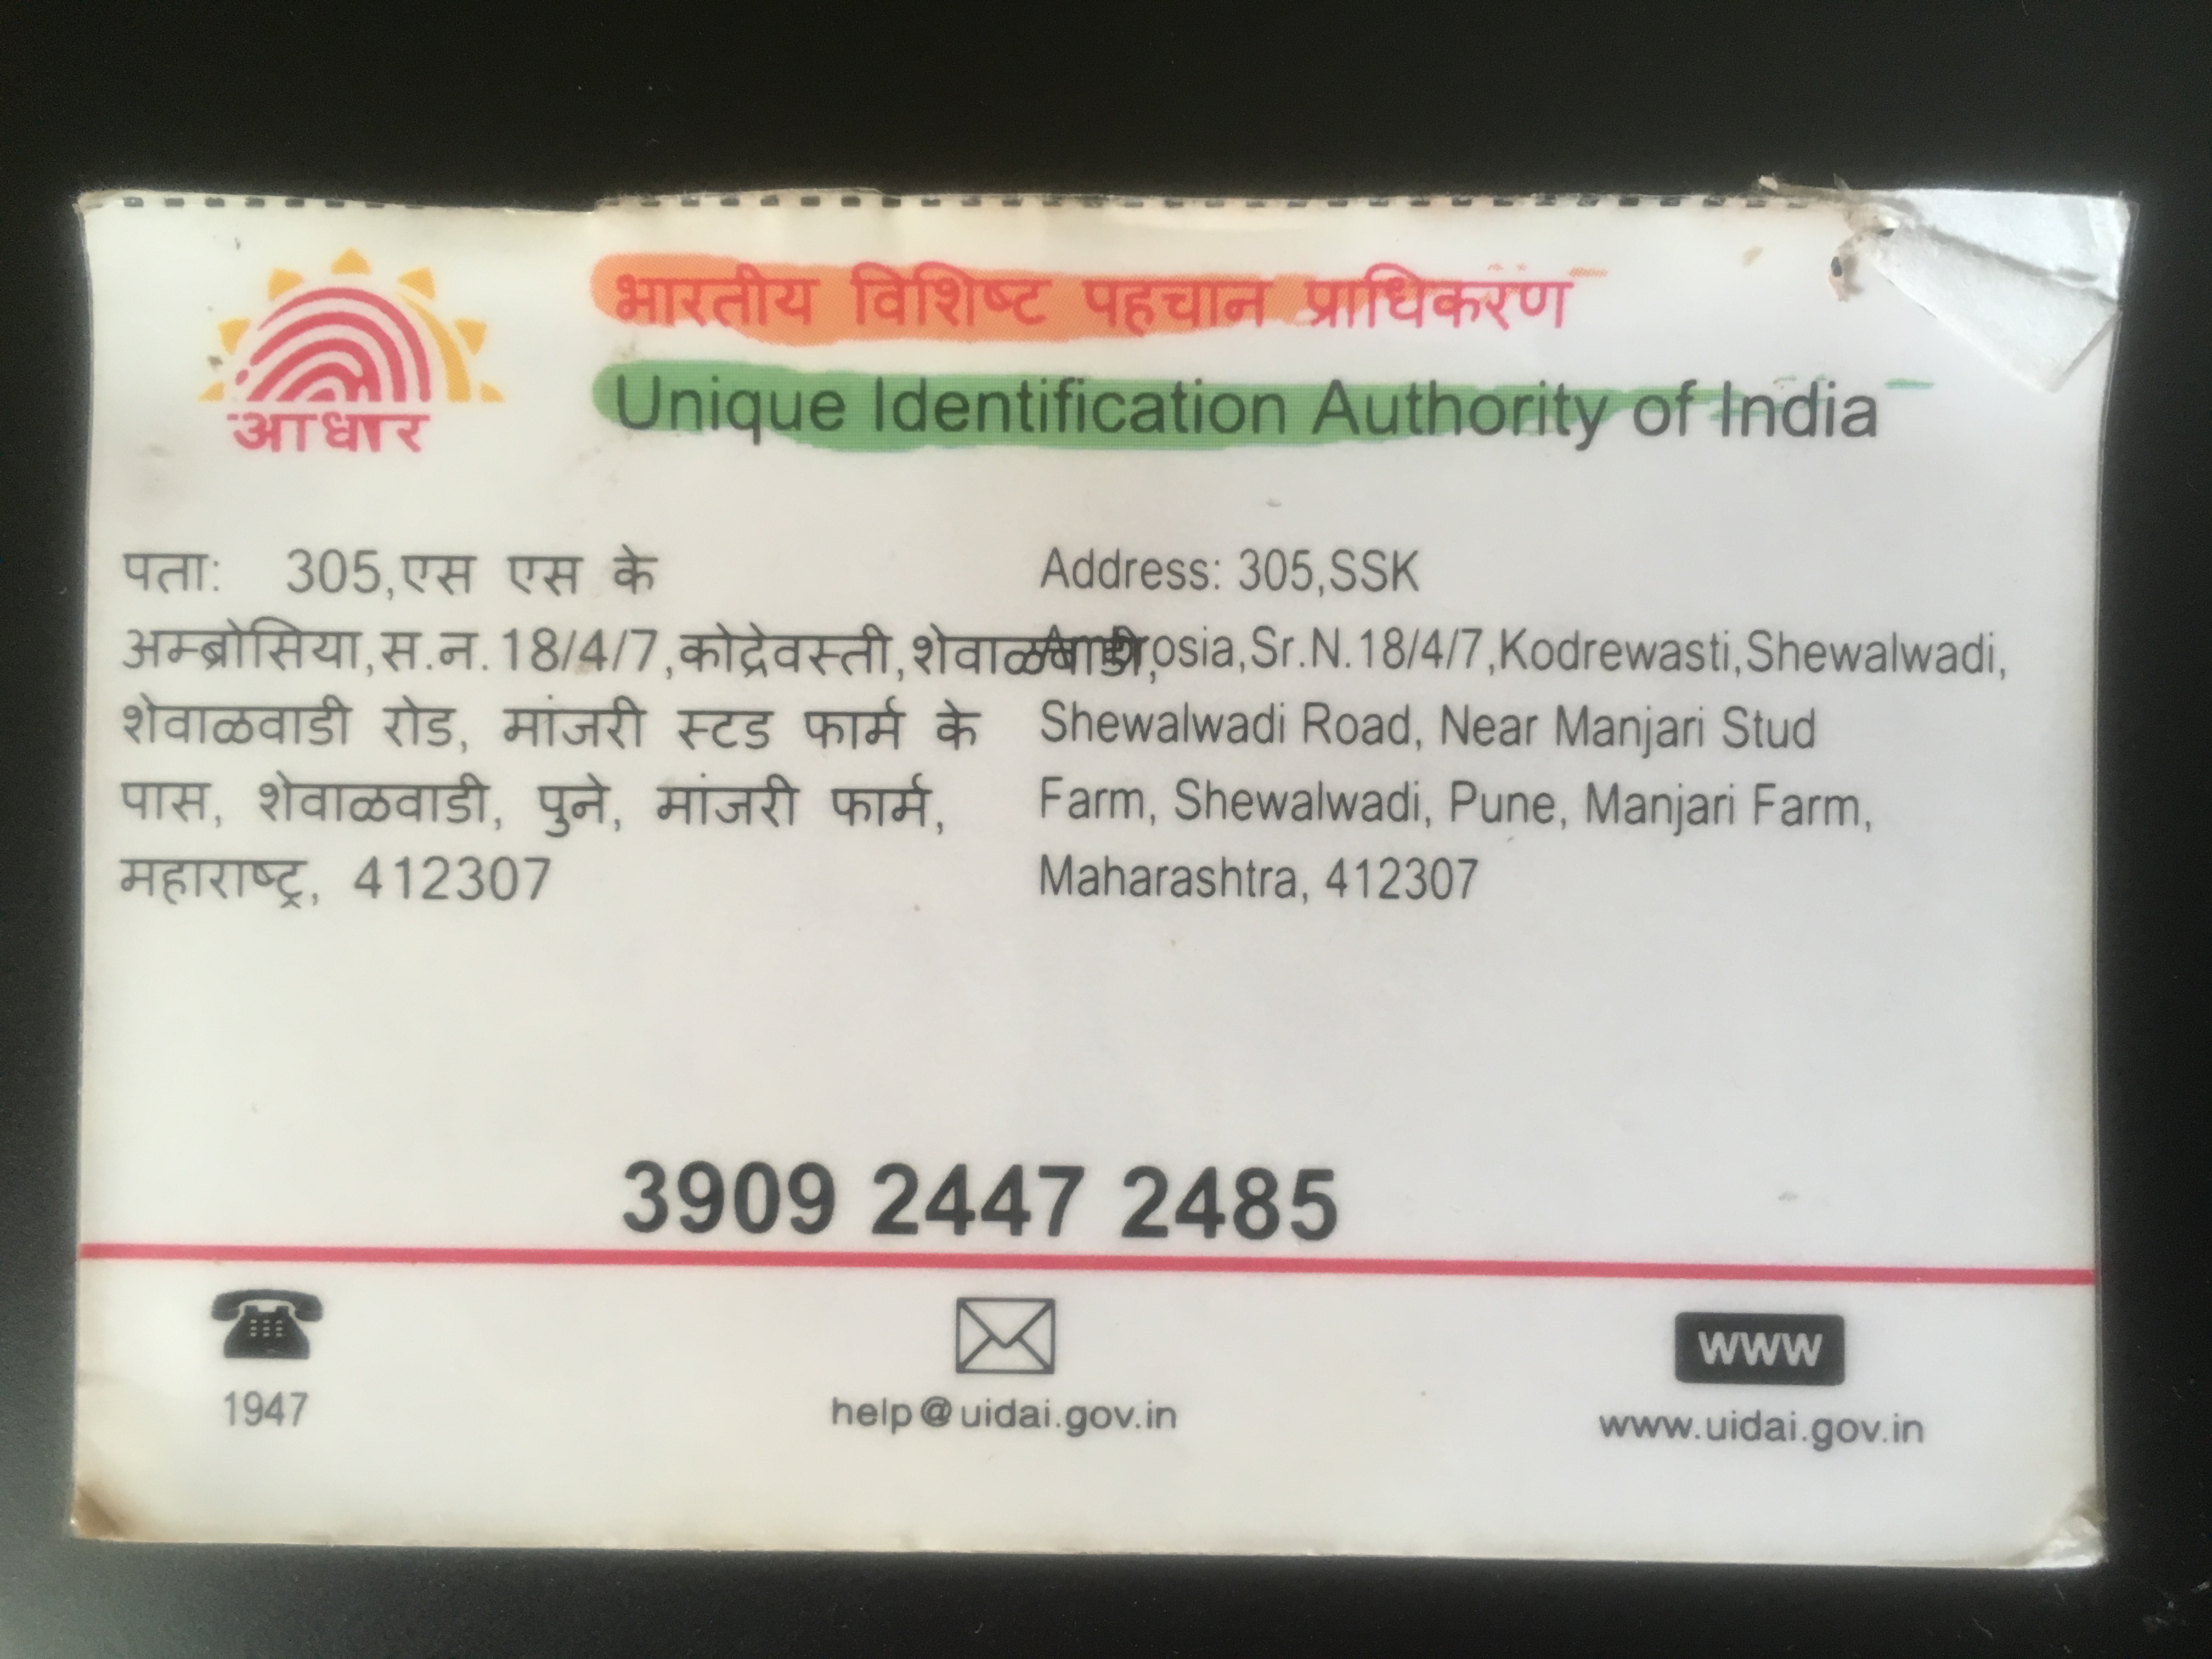 भारतीय विशिष्ट पहचान प्राधिकरण
Unique Identification Authority of India
आधार
पता: 305,एस एस के
अम्ब्रोसिया,स.न.18/4/7,कोद्रेवस्ती,शेवाळवाडी,
शेवाळवाडी रोड, मांजरी स्टड फार्म के
पास, शेवाळवाडी, पुने, मांजरी फार्म,
महाराष्ट्र, 412307
Address: 305,SSK
Ambrosia,Sr.N.18/4/7,Kodrewasti,Shewalwadi,
Shewalwadi Road, Near Manjari Stud
Farm, Shewalwadi, Pune, Manjari Farm,
Maharashtra, 412307
3909 2447 2485
1947
help@uidai.gov.in
WWW
www.uidai.gov.in